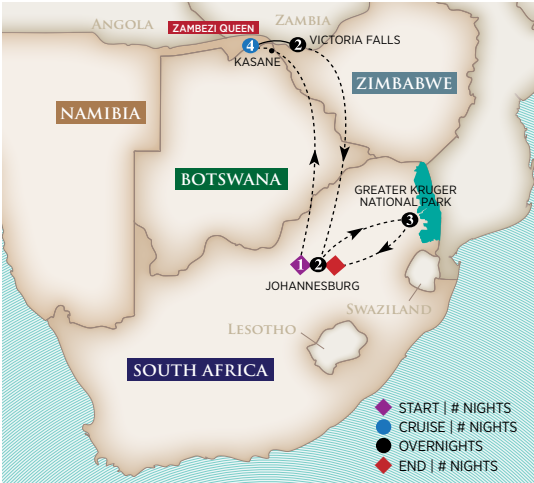 ANGOLA
ZAMBIA
ZAMBEZI QUEEN
4
2
VICTORIA FALLS
KASANE
ZIMBABWE
NAMIBIA
BOTSWANA
GREATER KRUGER
NATIONAL PARK
3
1
2
JOHANNESBURG
SWAZILAND
LESOTHO
SOUTH AFRICA
START | # NIGHTS
CRUISE | # NIGHTS
OVERNIGHTS
END | # NIGHTS